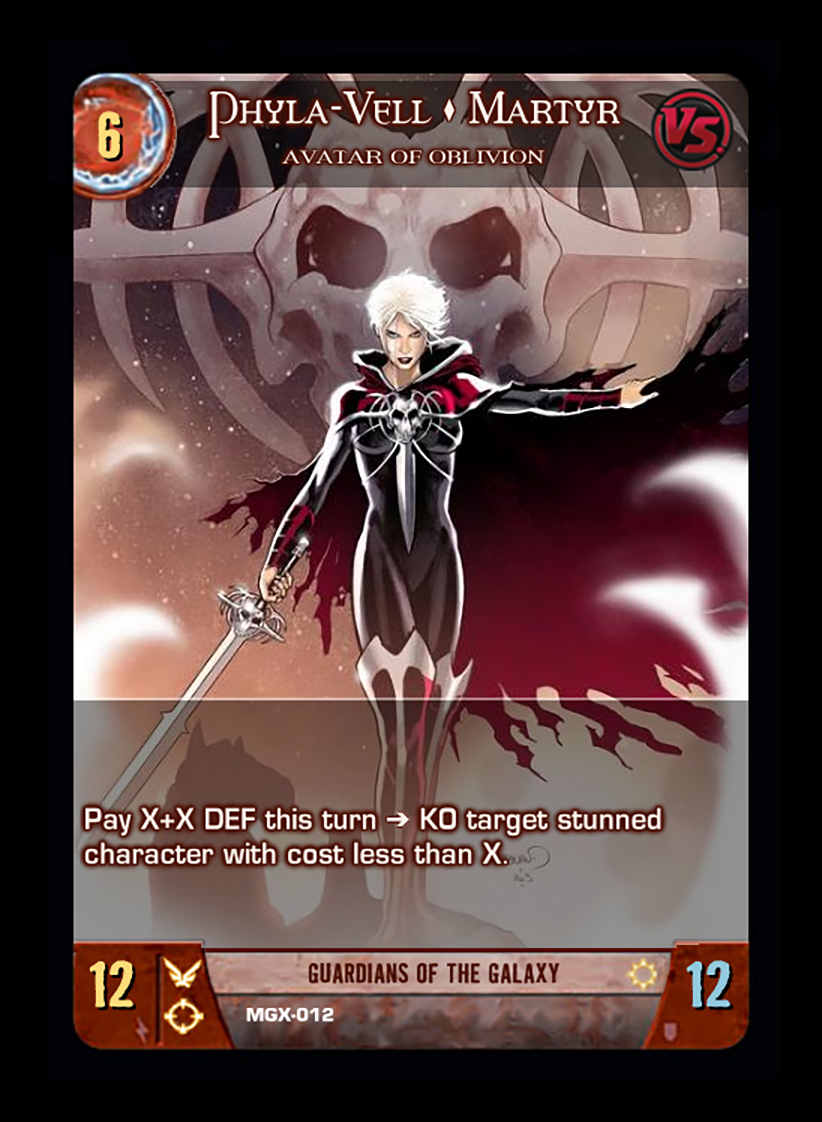 6
PHYLA-VELL ♦ MARTYR
VS.
AVATAR OF OBLIVION
Pay X+X DEF this turn ➔ KO target stunned
character with cost less than X.
12
GUARDIANS OF THE GALAXY
12
MGX-012